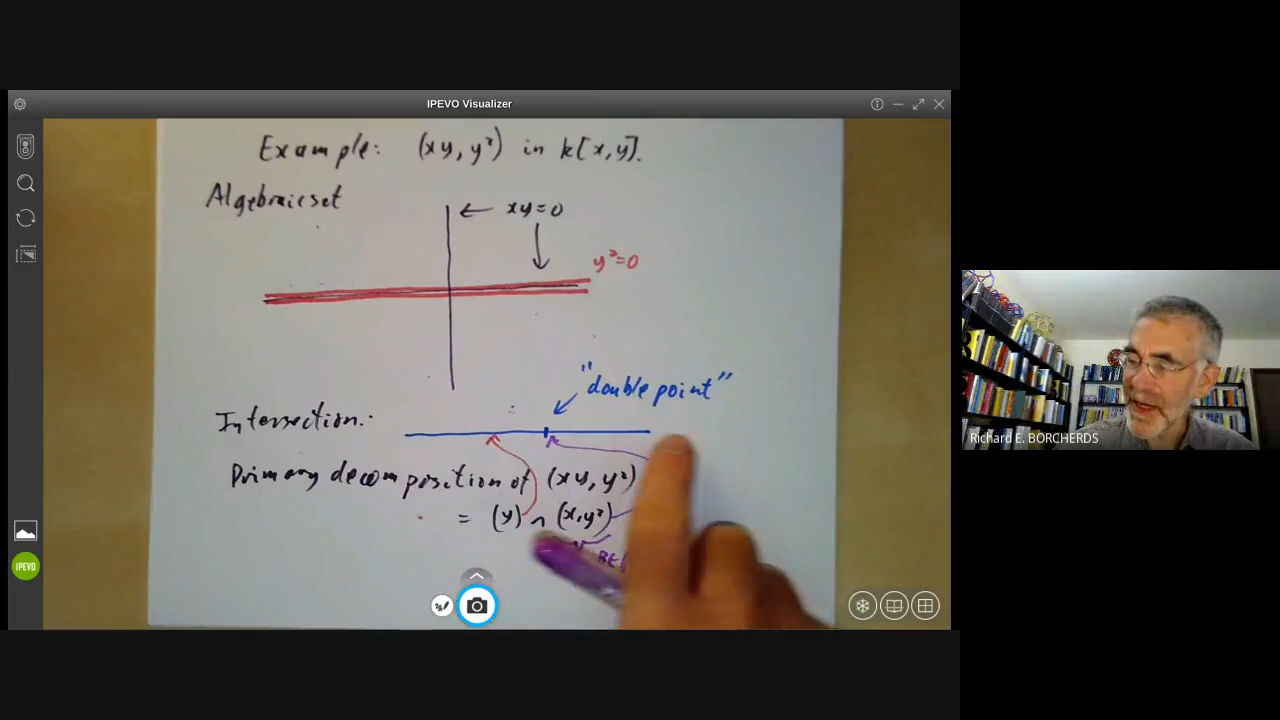 IPEVO Visualizer
Example: (xy, y²) in k[x,y].
Algebraic set
← xy=0
y²=0
"double point"
Intersection:
Primary decomposition of (xy, y²)
= (y) ∩ (x,y²)
Richard E. BORCHERDS
IPEVO